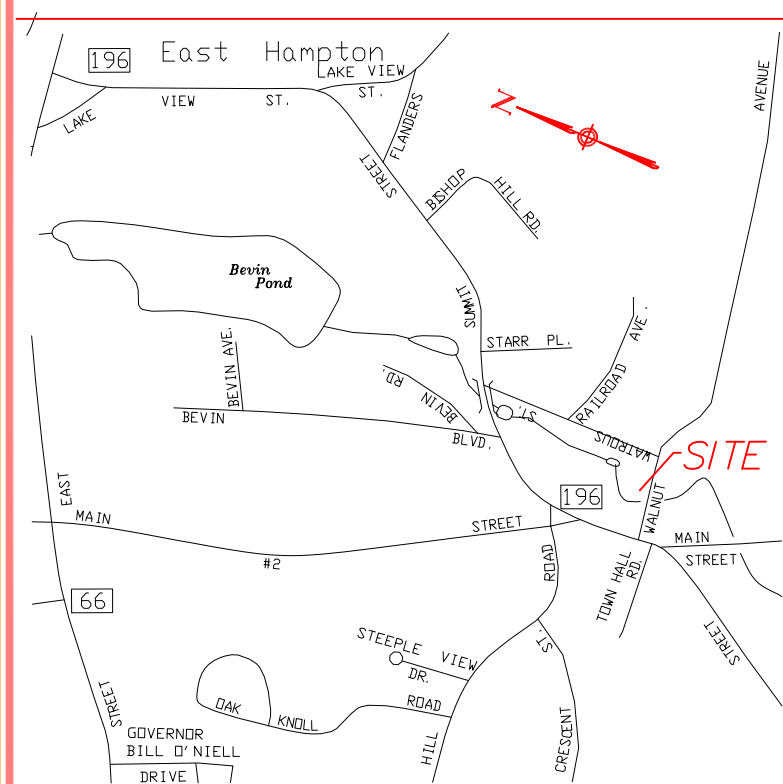 East Hampton
196
LAKE VIEW
ST.
LAKE
VIEW
ST.
FLANDERS
AVENUE
N
STREET
BISHOP
HILL RD.
Bevin
Pond
SUMMIT
STARR PL.
RAILROAD
AVE.
BEVIN AVE.
BEVIN
RD.
BEVIN
BLVD.
ST.
WATROUS
SITE
EAST
MAIN
STREET
196
WALNUT
MAIN
STREET
#2
ROAD
TOWN HALL
RD.
66
STREET
STEEPLE VIEW
DR.
ST.
STREET
OAK
KNOLL
ROAD
HILL
CRESCENT
GOVERNOR
BILL O'NIELL
DRIVE